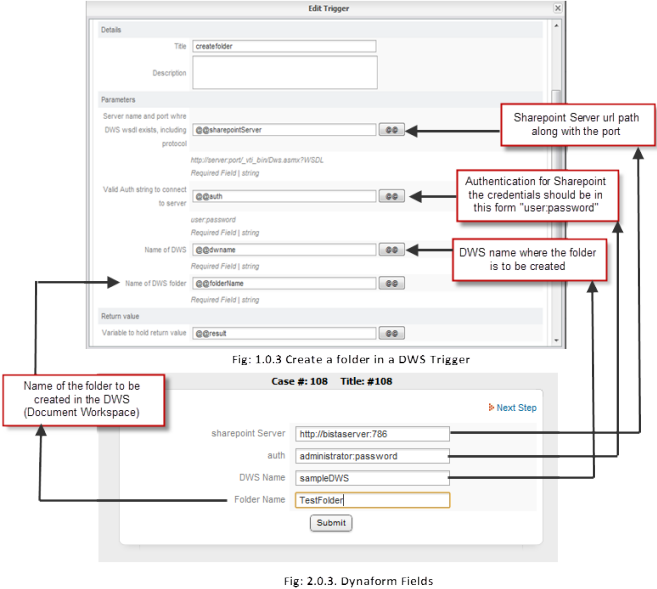 Edit Trigger
Details
Title createfolder
Description
Parameters
Server name and port whre
DWS wsdl exists, including @@sharepointServer @@
protocol
http://server:port/_vti_bin/Dws.asmx?WSDL
Required Field | string
Valid Auth string to connect @@auth @@
to server
user:password
Required Field | string
Name of DWS @@dwname @@
Required Field | string
Name of DWS folder @@folderName @@
Required Field | string
Return value
Variable to hold return value @@result @@
Sharepoint Server url path
along with the port
Authentication for Sharepoint
the credentials should be in
this form "user:password"
DWS name where the folder
is to be created
Fig: 1.0.3 Create a folder in a DWS Trigger
Name of the folder to be
created in the DWS
(Document Workspace)
Case #: 108 Title: #108
Next Step
sharepoint Server http://bistaserver:786
auth administrator:password
DWS Name sampleDWS
Folder Name TestFolder
Submit
Fig: 2.0.3. Dynaform Fields